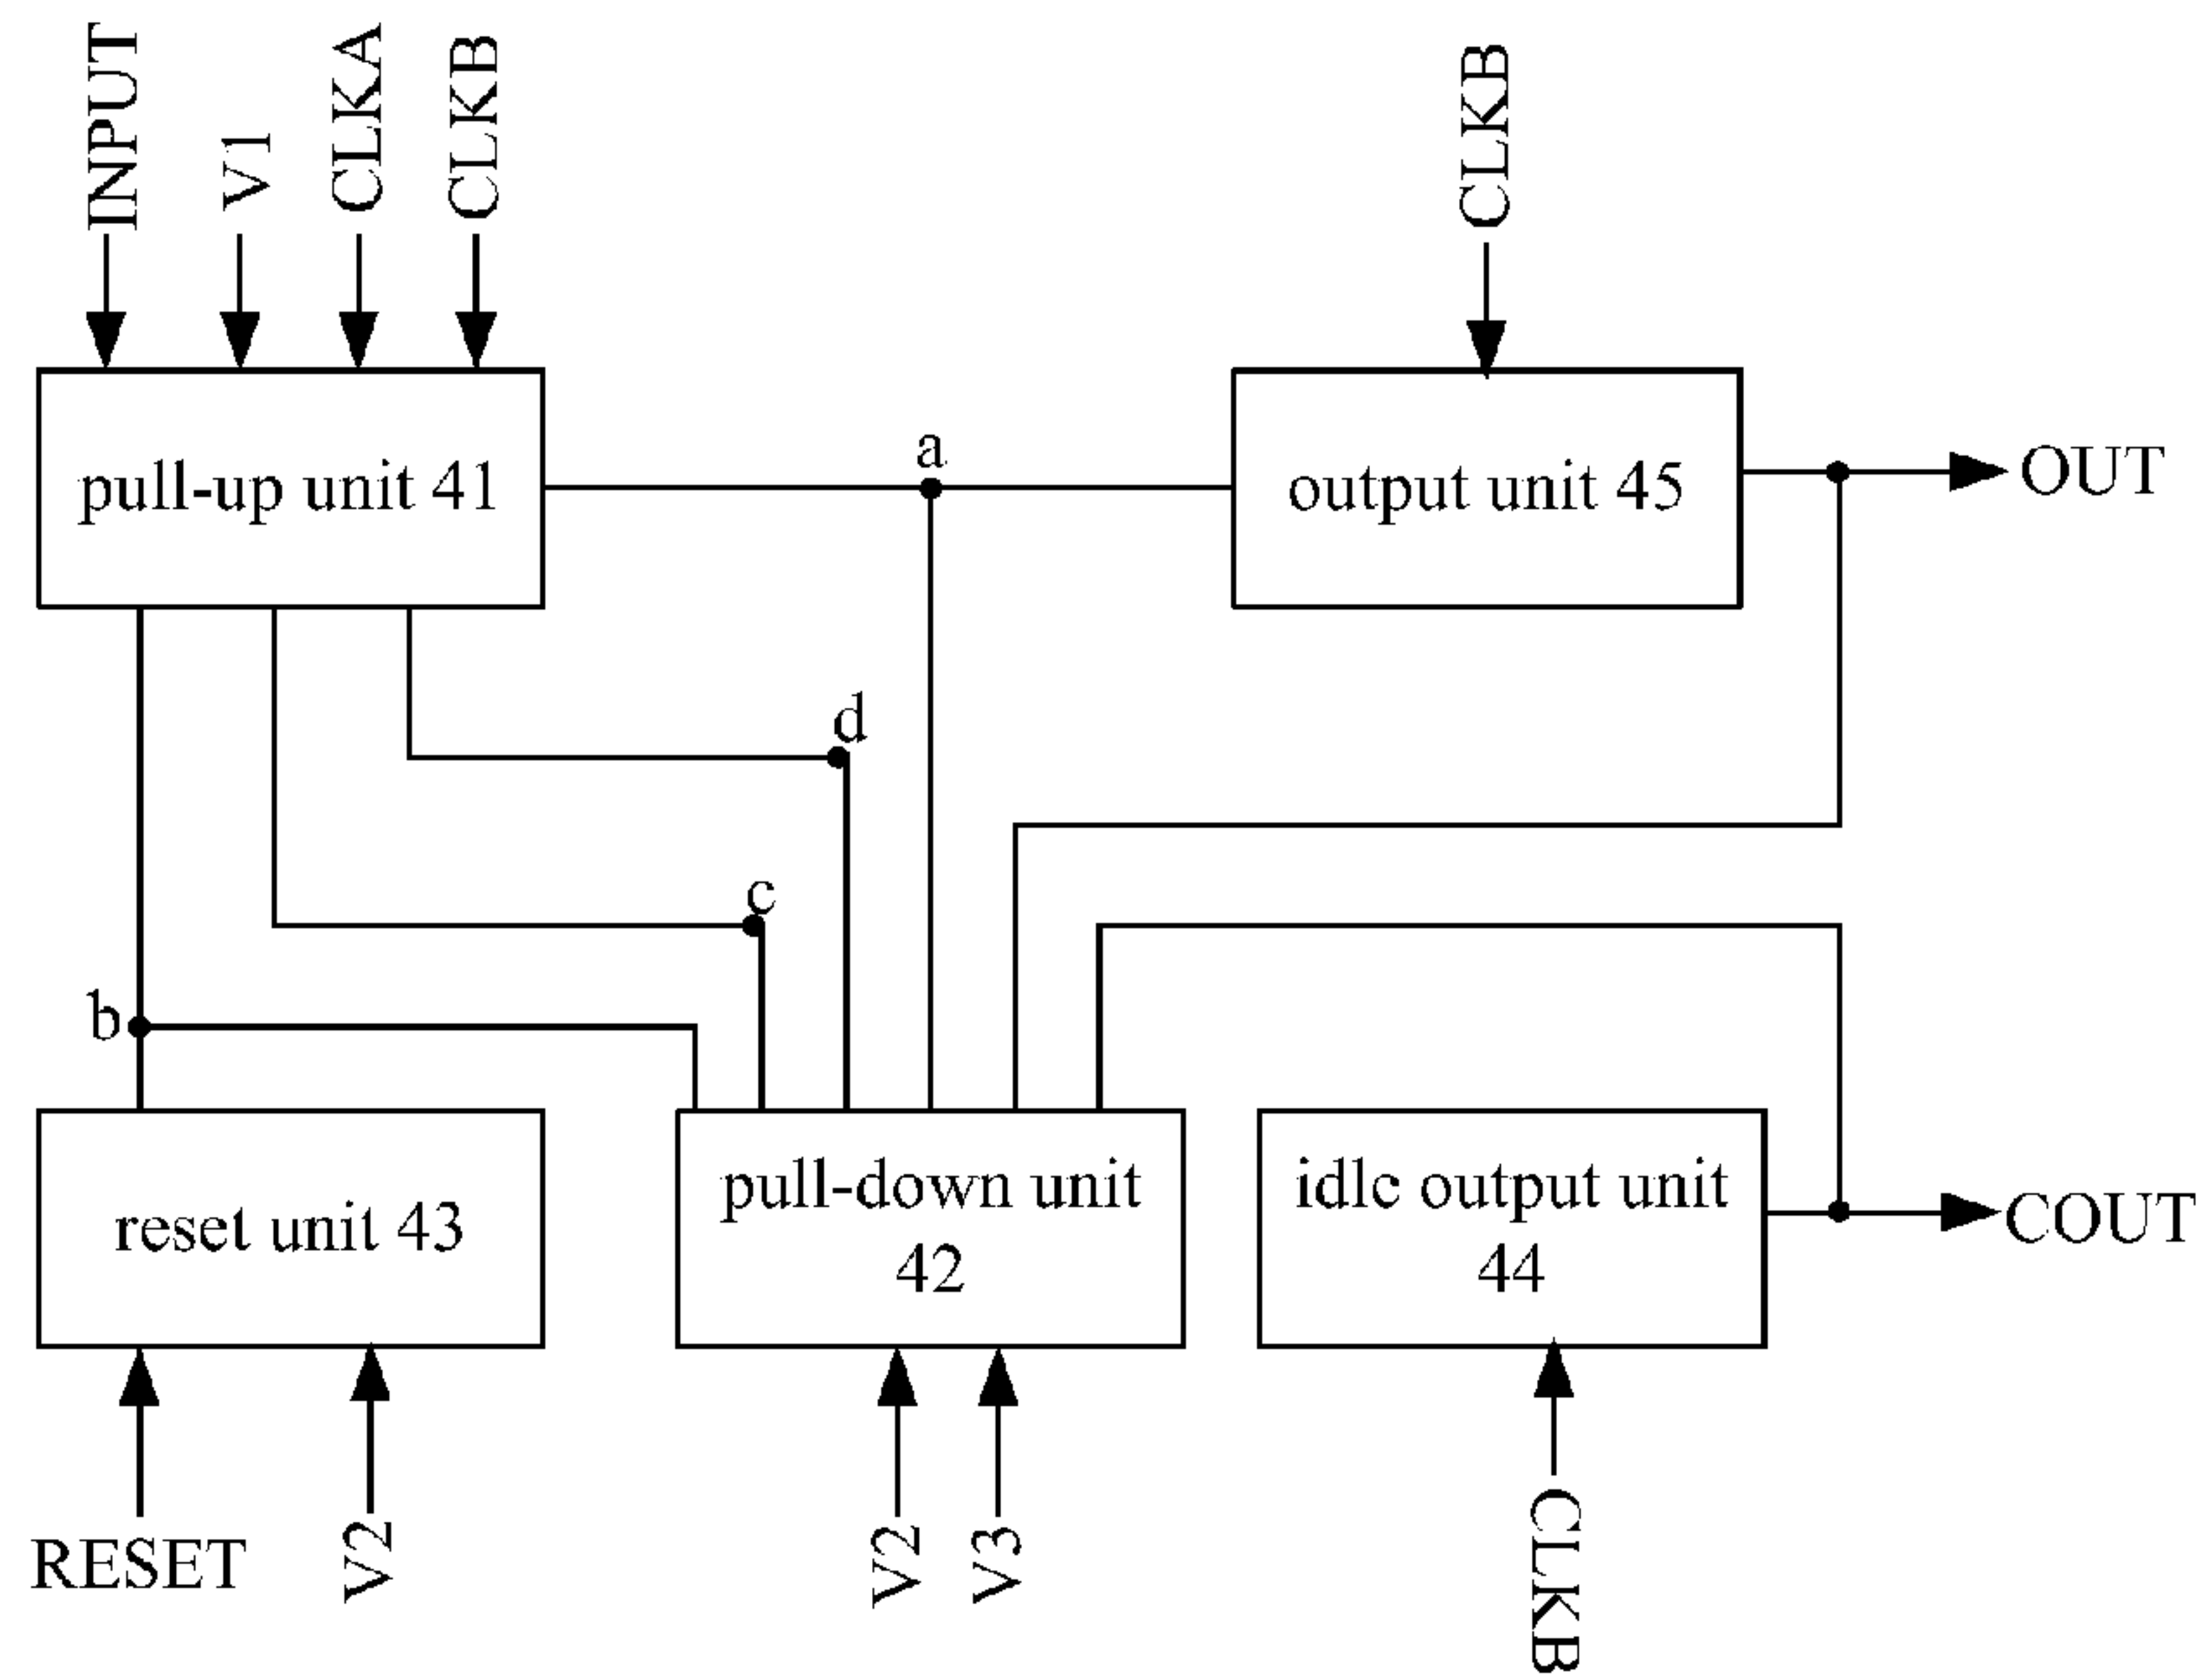 INPUT
V1
CLKA
CLKB
CLKB
pull-up unit 41
a
output unit 45
OUT
d
c
b
reset unit 43
pull-down unit
42
idlc output unit
44
COUT
RESET
V2
V2
V3
CLKB